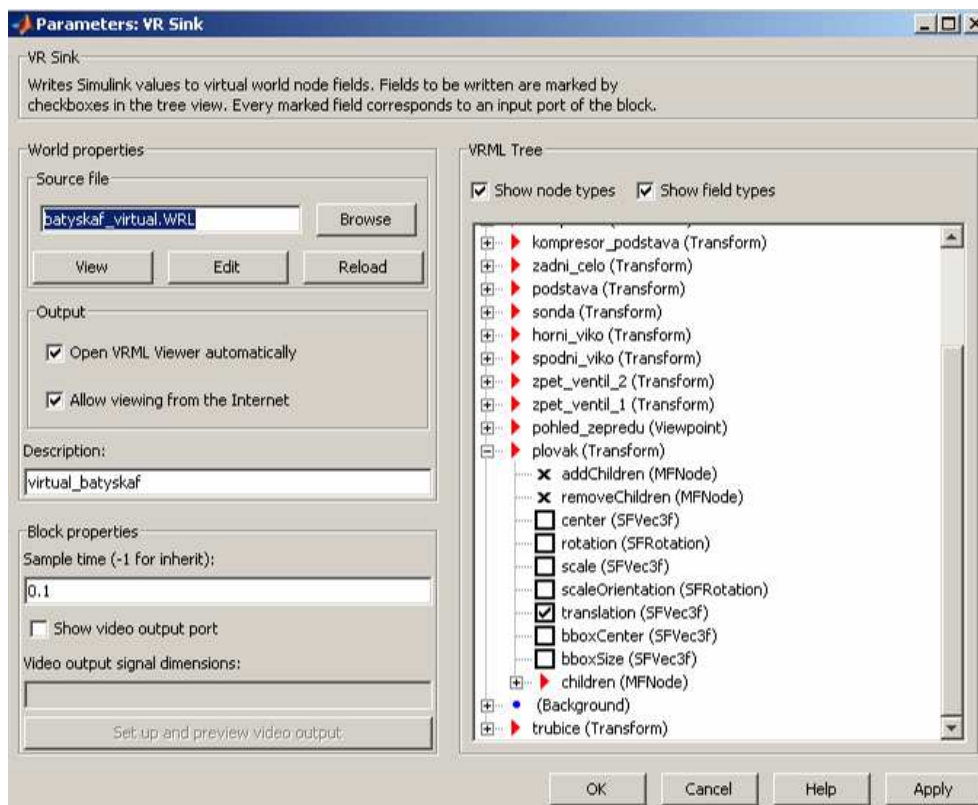 Parameters: VR Sink
VR Sink
Writes Simulink values to virtual world node fields. Fields to be written are marked by
checkboxes in the tree view. Every marked field corresponds to an input port of the block.
World properties
Source file
batyskaf_virtual.WRL
Browse
View
Edit
Reload
Output
Open VRML Viewer automatically
Allow viewing from the Internet
Description:
virtual_batyskaf
Block properties
Sample time (-1 for inherit):
0.1
Show video output port
Video output signal dimensions:
Set up and preview video output
VRML Tree
Show node types
Show field types
kompresor_podstava (Transform)
zadni_celo (Transform)
podstava (Transform)
sonda (Transform)
horni_viko (Transform)
spodni_viko (Transform)
zpet_ventil_2 (Transform)
zpet_ventil_1 (Transform)
pohled_zepredu (Viewpoint)
plovak (Transform)
addChildren (MFNode)
removeChildren (MFNode)
center (SFVec3f)
rotation (SFRotation)
scale (SFVec3f)
scaleOrientation (SFRotation)
translation (SFVec3f)
bboxCenter (SFVec3f)
bboxSize (SFVec3f)
children (MFNode)
(Background)
trubice (Transform)
OK
Cancel
Help
Apply